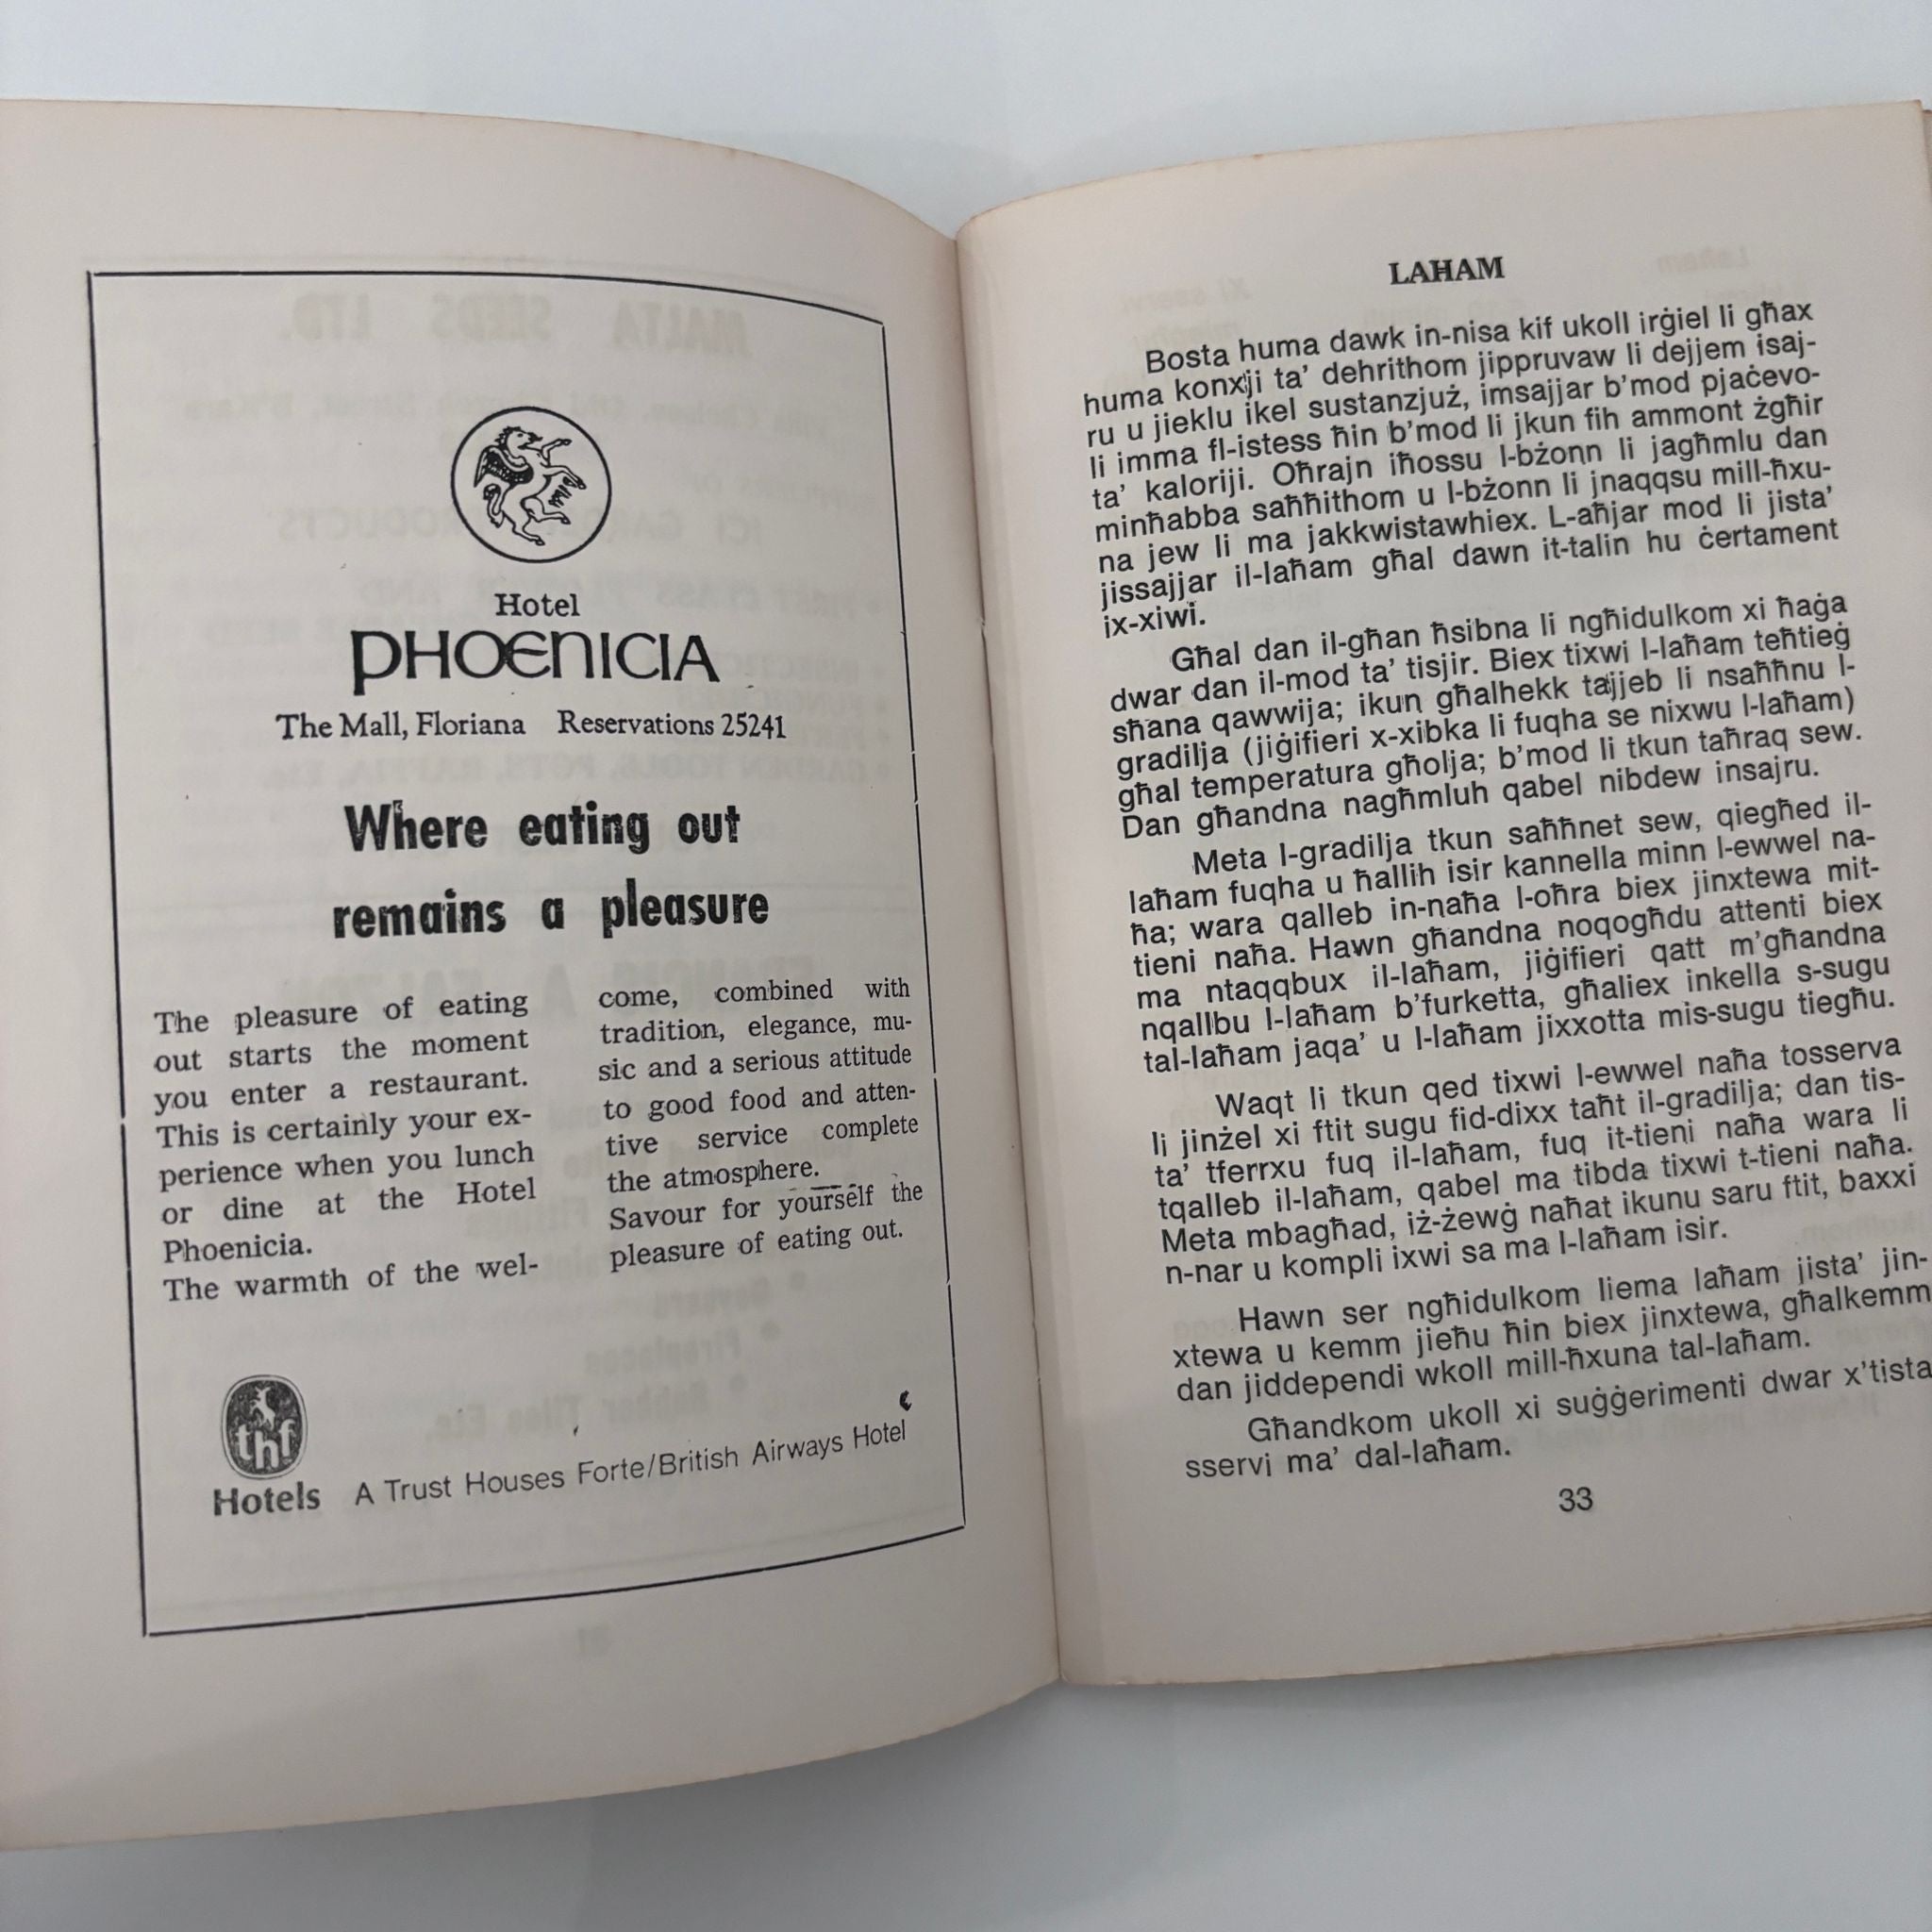 Hotel
PHOENICIA
The Mall, Floriana Reservations 25241
Where eating out
remains a pleasure
The pleasure of eating
out starts the moment
you enter a restaurant.
This is certainly your ex-
perience when you lunch
or dine at the Hotel
Phoenicia.
The warmth of the wel-
come, combined with
tradition, elegance, mu-
sic and a serious attitude
to good food and atten-
tive service complete
the atmosphere.
Savour for yourself the
pleasure of eating out.
thf
Hotels A Trust Houses Forte/British Airways Hotel
LAĦAM
Bosta huma dawk in-nisa kif ukoll irġiel li għax
huma konxji ta' dehrithom jippruvaw li dejjem isaj-
ru u jieklu ikel sustanzjuż, imsajjar b'mod pjaċevo-
li imma fl-istess ħin b'mod li jkun fih ammont żgħir
ta' kaloriji. Oħrajn iħossu l-bżonn li jagħmlu dan
minħabba saħħithom u l-bżonn li jnaqqsu mill-ħxu-
na jew li ma jakkwistawhiex. L-aħjar mod li jista'
jissajjar il-laħam għal dawn it-talin hu ċertament
ix-xiwi.
Għal dan il-għan ħsibna li ngħidulkom xi ħaġa
dwar dan il-mod ta' tisjir. Biex tixwi l-laħam teħtieġ
sħana qawwija; ikun għalhekk tajjeb li nsaħħnu l-
gradilja (jiġifieri x-xibka li fuqha se nixwu l-laħam)
għal temperatura għolja; b'mod li tkun taħraq sew.
Dan għandna nagħmluh qabel nibdew insajru.
Meta l-gradilja tkun saħħnet sew, qiegħed il-
laħam fuqha u ħallih isir kannella minn l-ewwel na-
ħa; wara qalleb in-naħa l-oħra biex jinxtewa mit-
tieni naħa. Hawn għandna noqogħdu attenti biex
ma ntaqqbux il-laħam, jiġifieri qatt m'għandna
nqallbu l-laħam b'furketta, għaliex inkella s-sugu
tal-laħam jaqa' u l-laħam jixxotta mis-sugu tiegħu.
Waqt li tkun qed tixwi l-ewwel naħa tosserva
li jinżel xi ftit sugu fid-dixx taħt il-gradilja; dan tis-
ta' tferrxu fuq il-laħam, fuq it-tieni naħa wara li
tqalleb il-laħam, qabel ma tibda tixwi t-tieni naħa.
Meta mbagħad, iż-żewġ naħat ikunu saru ftit, baxxi
n-nar u kompli ixwi sa ma l-laħam isir.
Hawn ser ngħidulkom liema laħam jista' jin-
xtewa u kemm jieħu ħin biex jinxtewa, għalkemm
dan jiddependi wkoll mill-ħxuna tal-laħam.
Għandkom ukoll xi suġġerimenti dwar x'tista
sservi ma' dal-laħam.
33